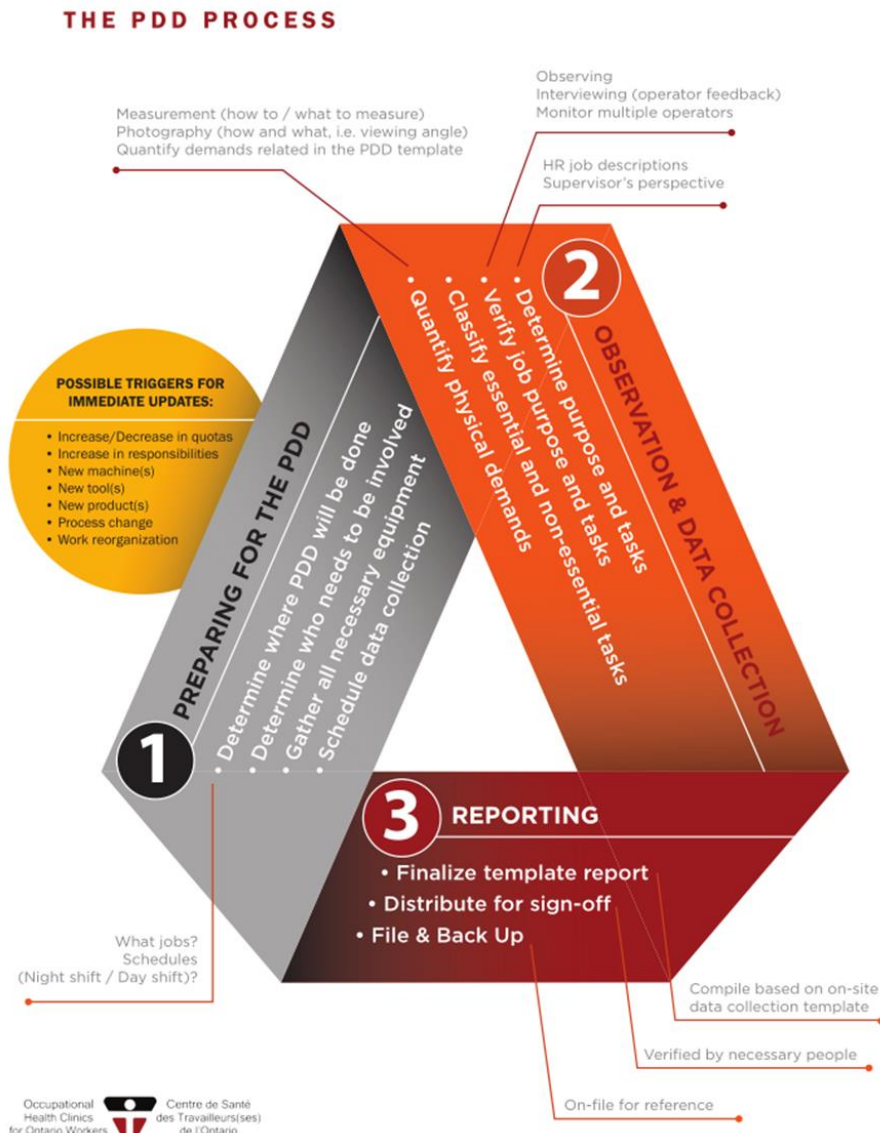 THE PDD PROCESS
Observing
Interviewing (operator feedback)
Monitor multiple operators
Measurement (how to / what to measure)
Photography (how and what, i.e. viewing angle)
Quantify demands related in the PDD template
HR job descriptions
Supervisor's perspective
POSSIBLE TRIGGERS FOR
IMMEDIATE UPDATES:
• Increase/Decrease in quotas
• Increase in responsibilities
• New machine(s)
• New tool(s)
• New product(s)
• Process change
• Work reorganization
1
PREPARING FOR THE PDD
• Determine where PDD will be done
• Determine who needs to be involved
• Gather all necessary equipment
• Schedule data collection
What jobs?
Schedules
(Night shift / Day shift)?
2
OBSERVATION & DATA COLLECTION
• Determine purpose and tasks
• Verify job purpose and tasks
• Classify essential and non-essential tasks
• Quantify physical demands
3
REPORTING
• Finalize template report
• Distribute for sign-off
• File & Back Up
Compile based on on-site
data collection template
Verified by necessary people
On-file for reference
Occupational
Health Clinics
for Ontario Workers
Centre de Santé
des Travailleurs(ses)
de l'Ontario